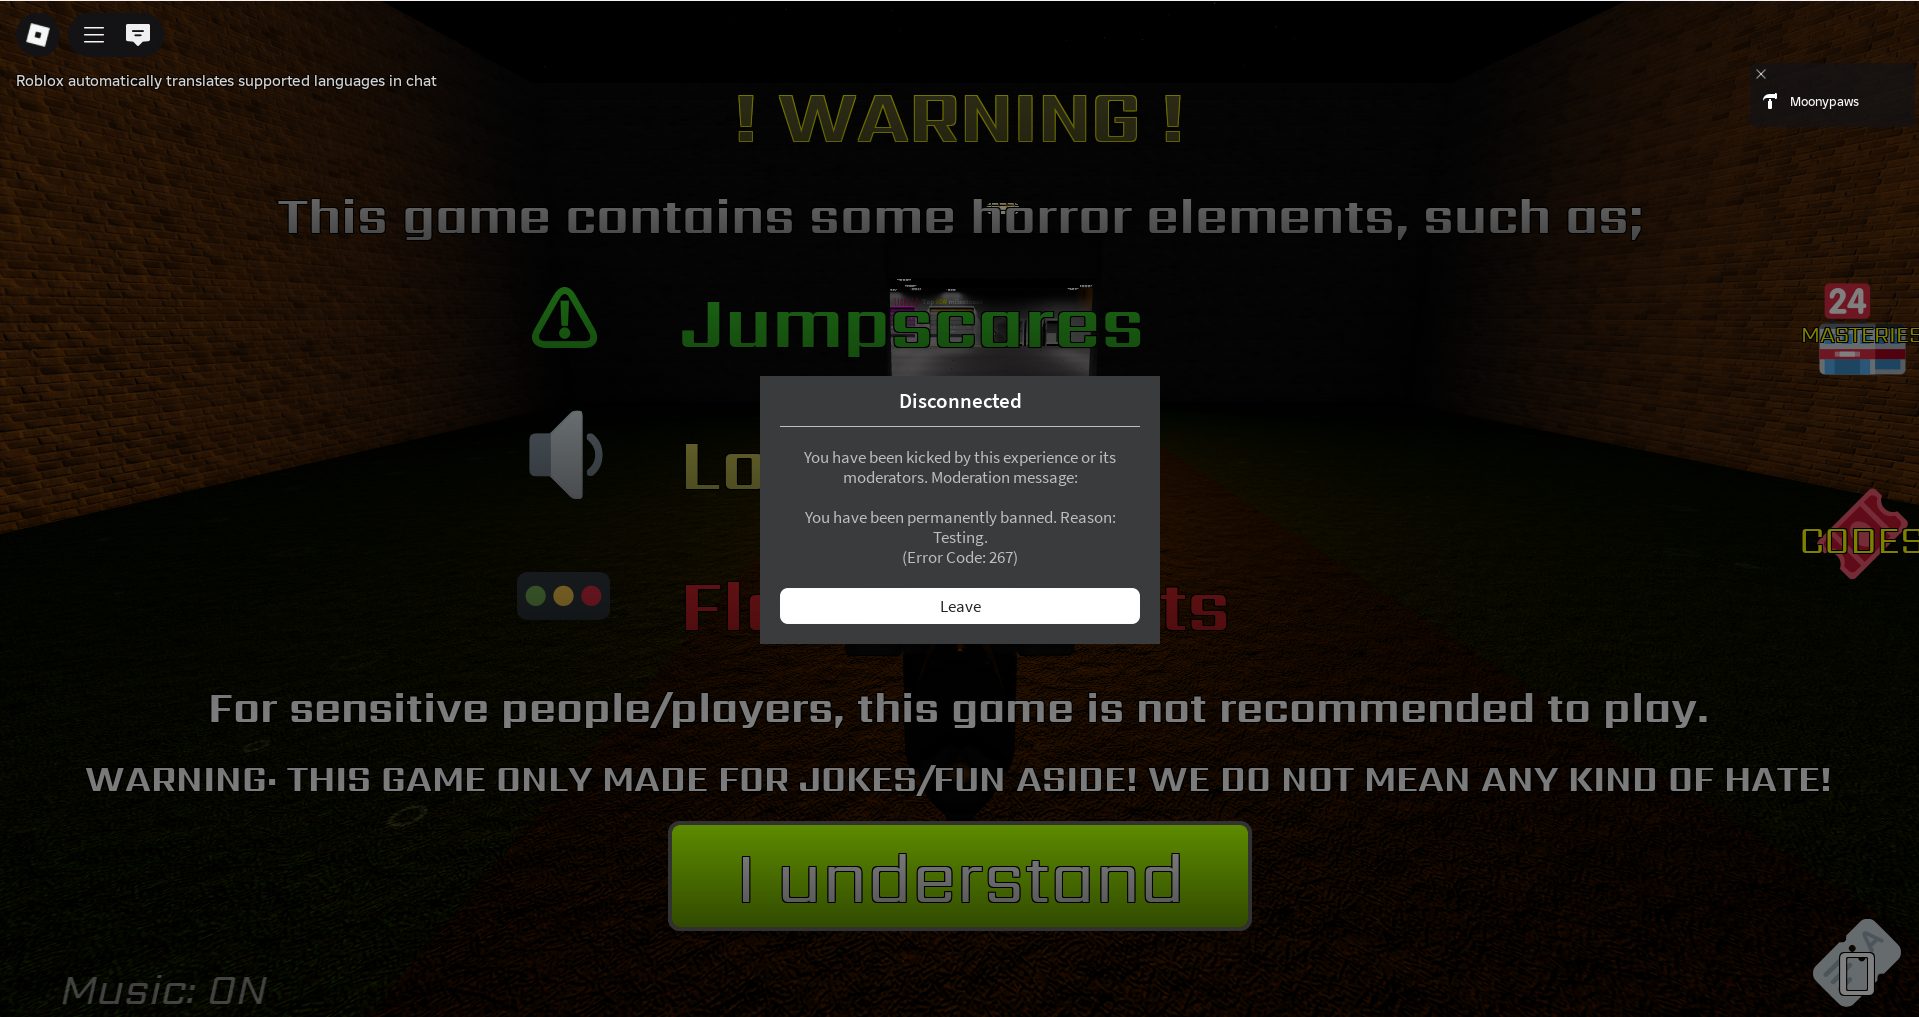 Roblox automatically translates supported languages in chat
Moonypaws
! WARNING !
This game contains some horror elements, such as;
24
MASTERIES
Jumpscares
Disconnected
You have been kicked by this experience or its
moderators. Moderation message:
You have been permanently banned. Reason:
Testing.
(Error Code: 267)
Leave
CODES
For sensitive people/players, this game is not recommended to play.
WARNING: THIS GAME ONLY MADE FOR JOKES/FUN ASIDE! WE DO NOT MEAN ANY KIND OF HATE!
I understand
Music: ON